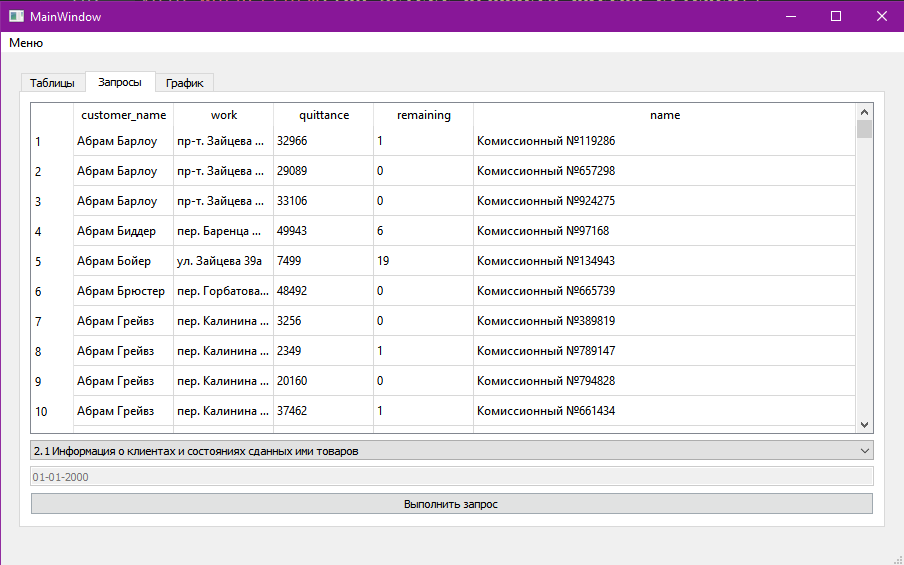 MainWindow
Меню
Таблицы Запросы График
customer_name work quittance remaining name
1 Абрам Барлоу пр-т. Зайцева ... 32966 1 Комиссионный №119286
2 Абрам Барлоу пр-т. Зайцева ... 29089 0 Комиссионный №657298
3 Абрам Барлоу пр-т. Зайцева ... 33106 0 Комиссионный №924275
4 Абрам Биддер пер. Баренца ... 49943 6 Комиссионный №97168
5 Абрам Бойер ул. Зайцева 39а 7499 19 Комиссионный №134943
6 Абрам Брюстер пер. Горбатова... 48492 0 Комиссионный №665739
7 Абрам Грейвз пер. Калинина ... 3256 0 Комиссионный №389819
8 Абрам Грейвз пер. Калинина ... 2349 1 Комиссионный №789147
9 Абрам Грейвз пер. Калинина ... 20160 0 Комиссионный №794828
10 Абрам Грейвз пер. Калинина ... 37462 1 Комиссионный №661434
2.1 Информация о клиентах и состояниях сданных ими товаров
01-01-2000
Выполнить запрос